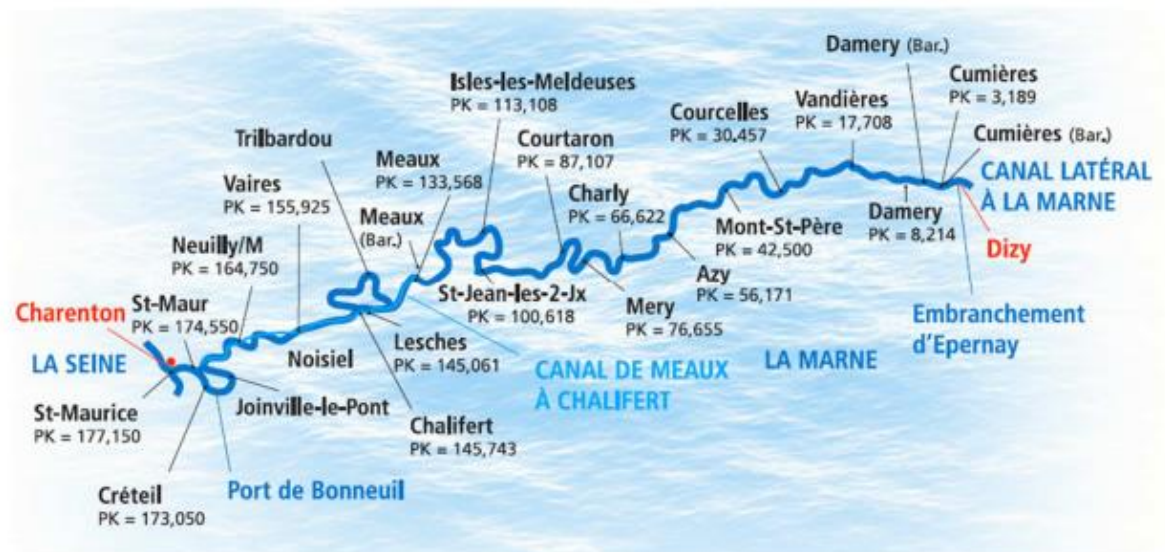 Damery (Bar.)
Isles-les-Meldeuses
PK = 113,108
Cumières
PK = 3,189
Courcelles
PK = 30,457
Vandières
PK = 17,708
Trilbardou
Courtaron
PK = 87,107
Cumières (Bar.)
Meaux
PK = 133,568
CANAL LATÉRAL
À LA MARNE
Vaires
PK = 155,925
Charly
PK = 66,622
Meaux
(Bar.)
Damery
PK = 8,214
Mont-St-Père
PK = 42,500
Neuilly/M
PK = 164,750
Dizy
Azy
PK = 56,171
St-Jean-les-2-Jx
PK = 100,618
St-Maur
PK = 174,550
Charenton
Mery
PK = 76,655
Embranchement
d'Epernay
Lesches
PK = 145,061
Noisiel
LA SEINE
LA MARNE
CANAL DE MEAUX
À CHALIFERT
St-Maurice
PK = 177,150
Joinville-le-Pont
Chalifert
PK = 145,743
Créteil
PK = 173,050
Port de Bonneuil